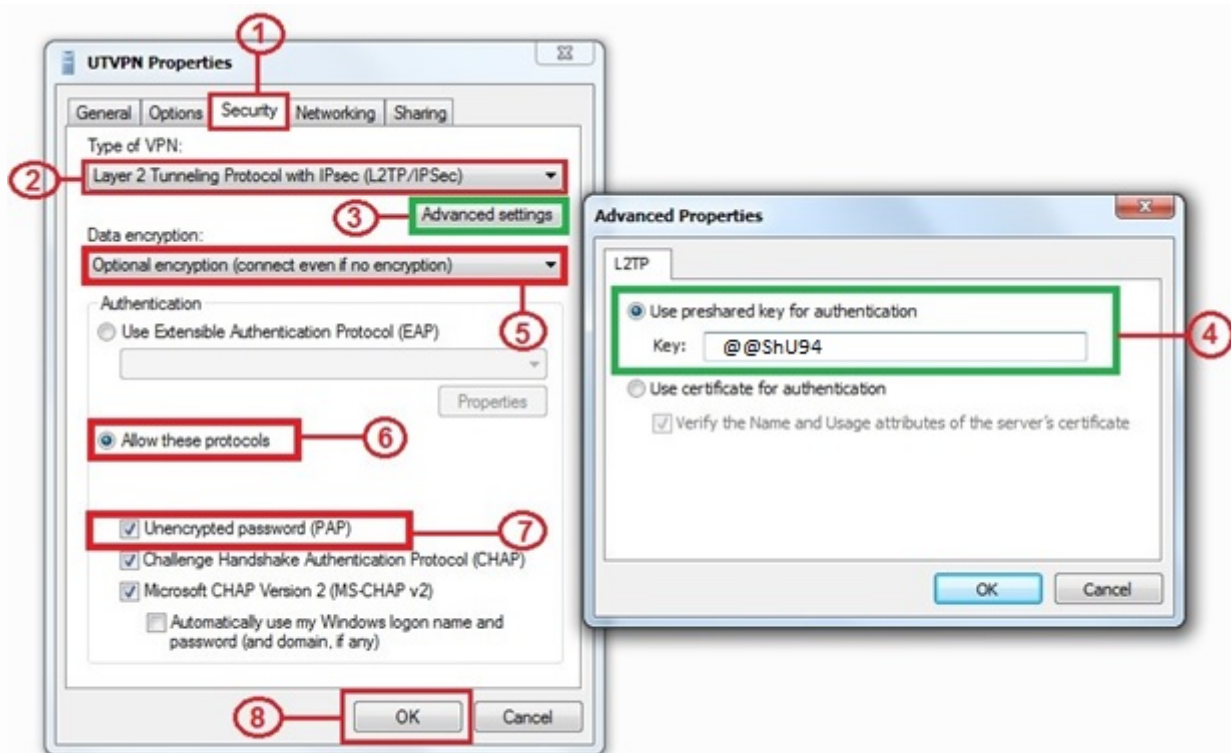 1
UTVPN Properties
General Options Security Networking Sharing
Type of VPN:
2
Layer 2 Tunneling Protocol with IPsec (L2TP/IPSec)
3
Advanced settings
Data encryption:
Optional encryption (connect even if no encryption)
5
Authentication
Use Extensible Authentication Protocol (EAP)
Properties
Allow these protocols
6
Unencrypted password (PAP)
7
Challenge Handshake Authentication Protocol (CHAP)
Microsoft CHAP Version 2 (MS-CHAP v2)
Automatically use my Windows logon name and
password (and domain, if any)
8
OK Cancel
Advanced Properties
L2TP
Use preshared key for authentication
4
Key: @@ShU94
Use certificate for authentication
Verify the Name and Usage attributes of the server's certificate
OK Cancel